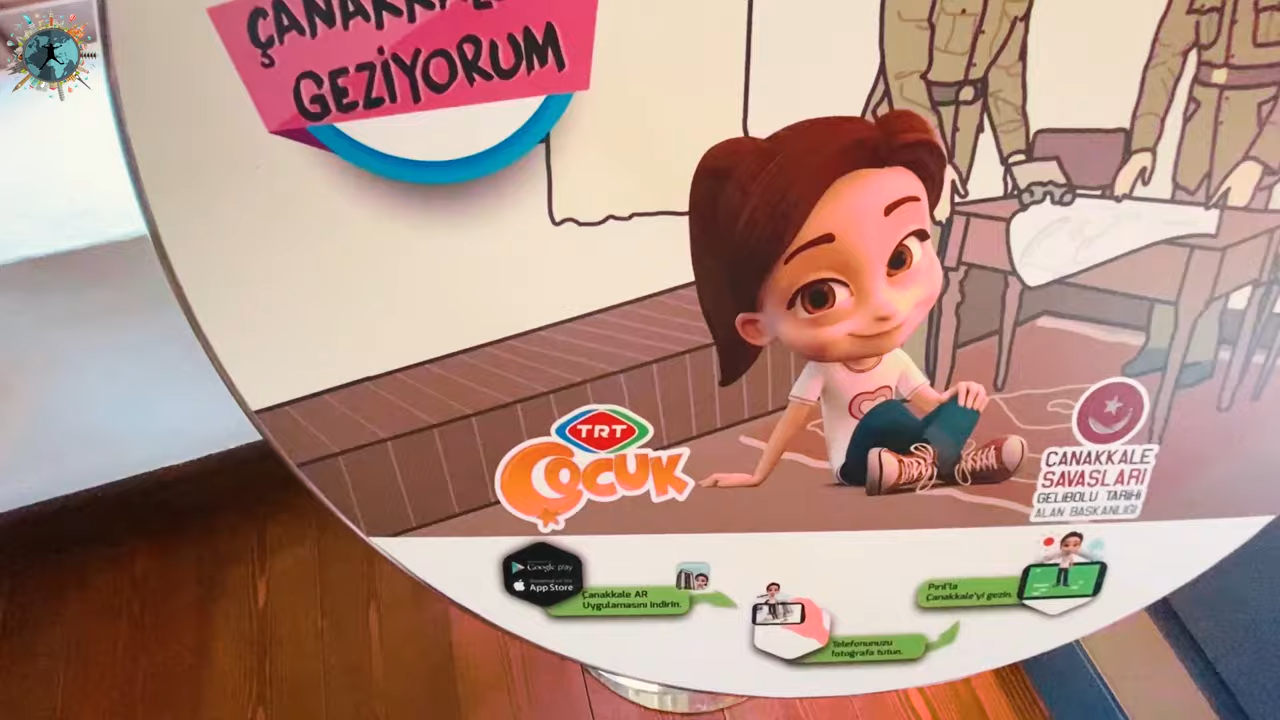 GEZİYORUM
TRT
ÇOCUK
ÇANAKKALE
SAVAŞLARI
GELİBOLU TARİHİ
ALAN BAŞKANLIĞI
Google play
App Store
Çanakkale AR
Uygulamasını indirin.
Telefonunuzu
fotoğrafa tutun.
Pırıl'la
Çanakkale'yi gezin.